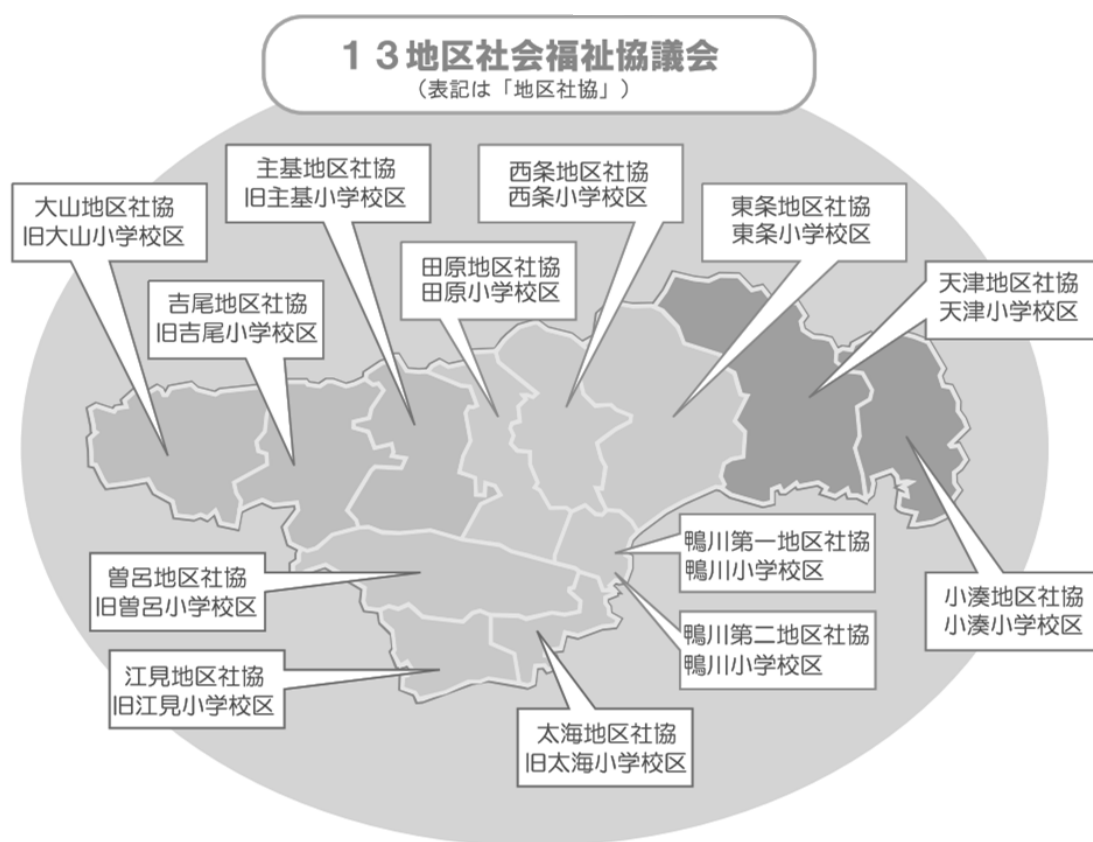 13地区社会福祉協議会
（表記は「地区社協」）
大山地区社協
旧大山小学校区
主基地区社協
旧主基小学校区
西条地区社協
西条小学校区
東条地区社協
東条小学校区
吉尾地区社協
旧吉尾小学校区
田原地区社協
田原小学校区
天津地区社協
天津小学校区
曽呂地区社協
旧曽呂小学校区
鴨川第一地区社協
鴨川小学校区
小湊地区社協
小湊小学校区
鴨川第二地区社協
鴨川小学校区
江見地区社協
旧江見小学校区
太海地区社協
旧太海小学校区